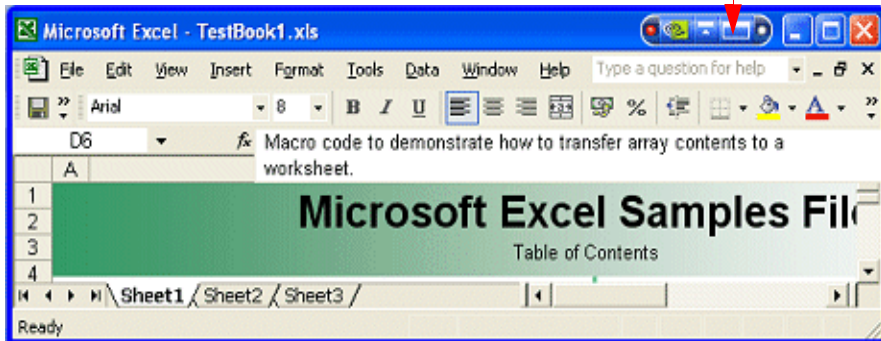 Microsoft Excel - TestBook1.xls
File Edit View Insert Format Tools Data Window Help Type a question for help
Arial 8 B I U % A
D6 fx Macro code to demonstrate how to transfer array contents to a
worksheet.
A
1
2 Microsoft Excel Samples File
3 Table of Contents
4
Sheet1 Sheet2 Sheet3
Ready